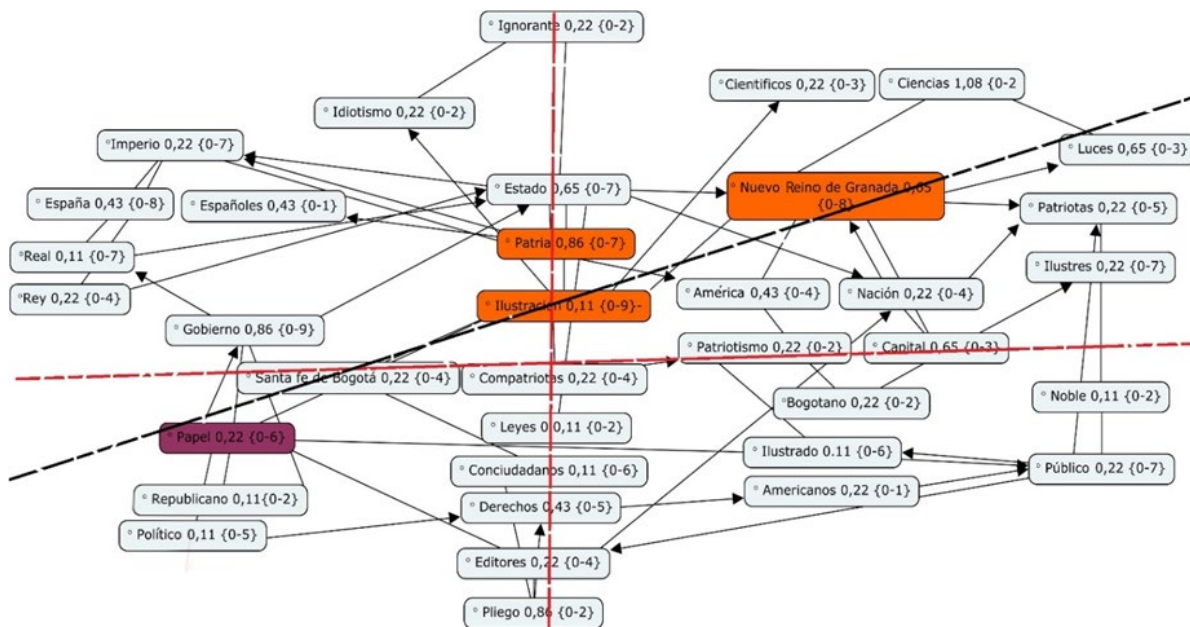 ° Ignorante 0,22 {0-2}
° Cientificos 0,22 {0-3}
° Ciencias 1,08 {0-2
° Idiotismo 0,22 {0-2}
°Imperio 0,22 {0-7}
° Luces 0,65 {0-3}
° Estado 0,65 {0-7}
° Nuevo Reino de Granada 0,65
{0-8}
° España 0,43 {0-8}
° Españoles 0,43 {0-1}
° Patriotas 0,22 {0-5}
° Patria 0,86 {0-7}
°Real 0,11 {0-7}
° Ilustres 0,22 {0-7}
°Rey 0,22 {0-4}
° Ilustración 0,11 {0-9}-
° América 0,43 {0-4}
° Nación 0,22 {0-4}
° Gobierno 0,86 {0-9}
° Patriotismo 0,22 {0-2}
° Capital 0,65 {0-3}
° Santa fe de Bogotá 0,22 {0-4}
° Compatriotas 0,22 {0-4}
°Bogotano 0,22 {0-2}
° Noble 0,11 {0-2}
° Leyes 0,0,11 {0-2}
° Papel 0,22 {0-6}
° Ilustrado 0.11 {0-6}
° Conciudadanos 0,11 {0-6}
° Público 0,22 {0-7}
° Republicano 0,11{0-2}
° Americanos 0,22 {0-1}
° Derechos 0,43 {0-5}
° Político 0,11 {0-5}
° Editores 0,22 {0-4}
° Pliego 0,86 {0-2}